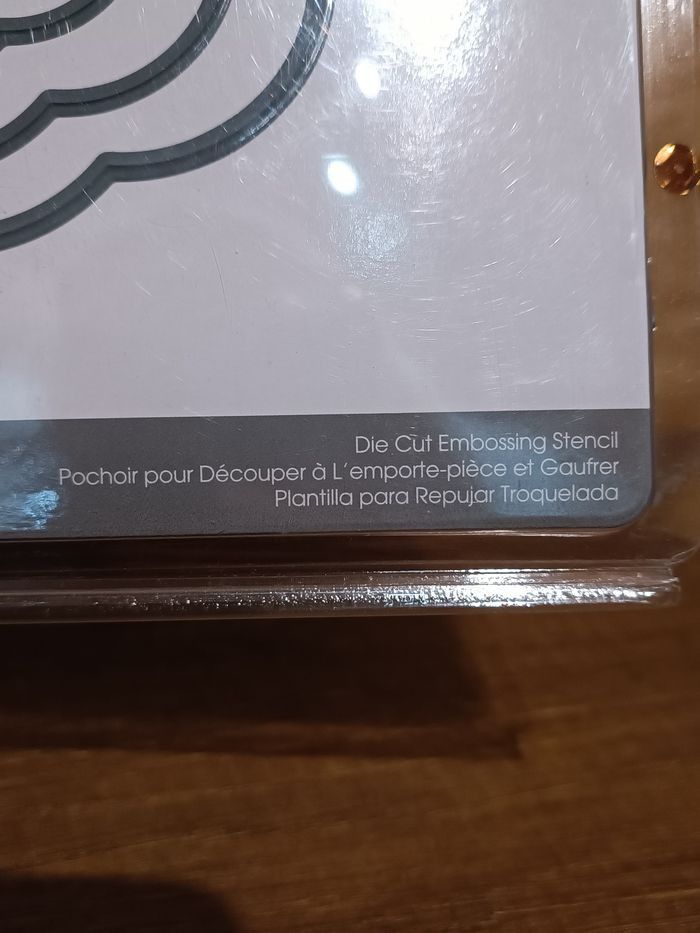 Die Cut Embossing Stencil
Pochoir pour Découper à L'emporte-pièce et Gaufrer
Plantilla para Repujar Troquelada